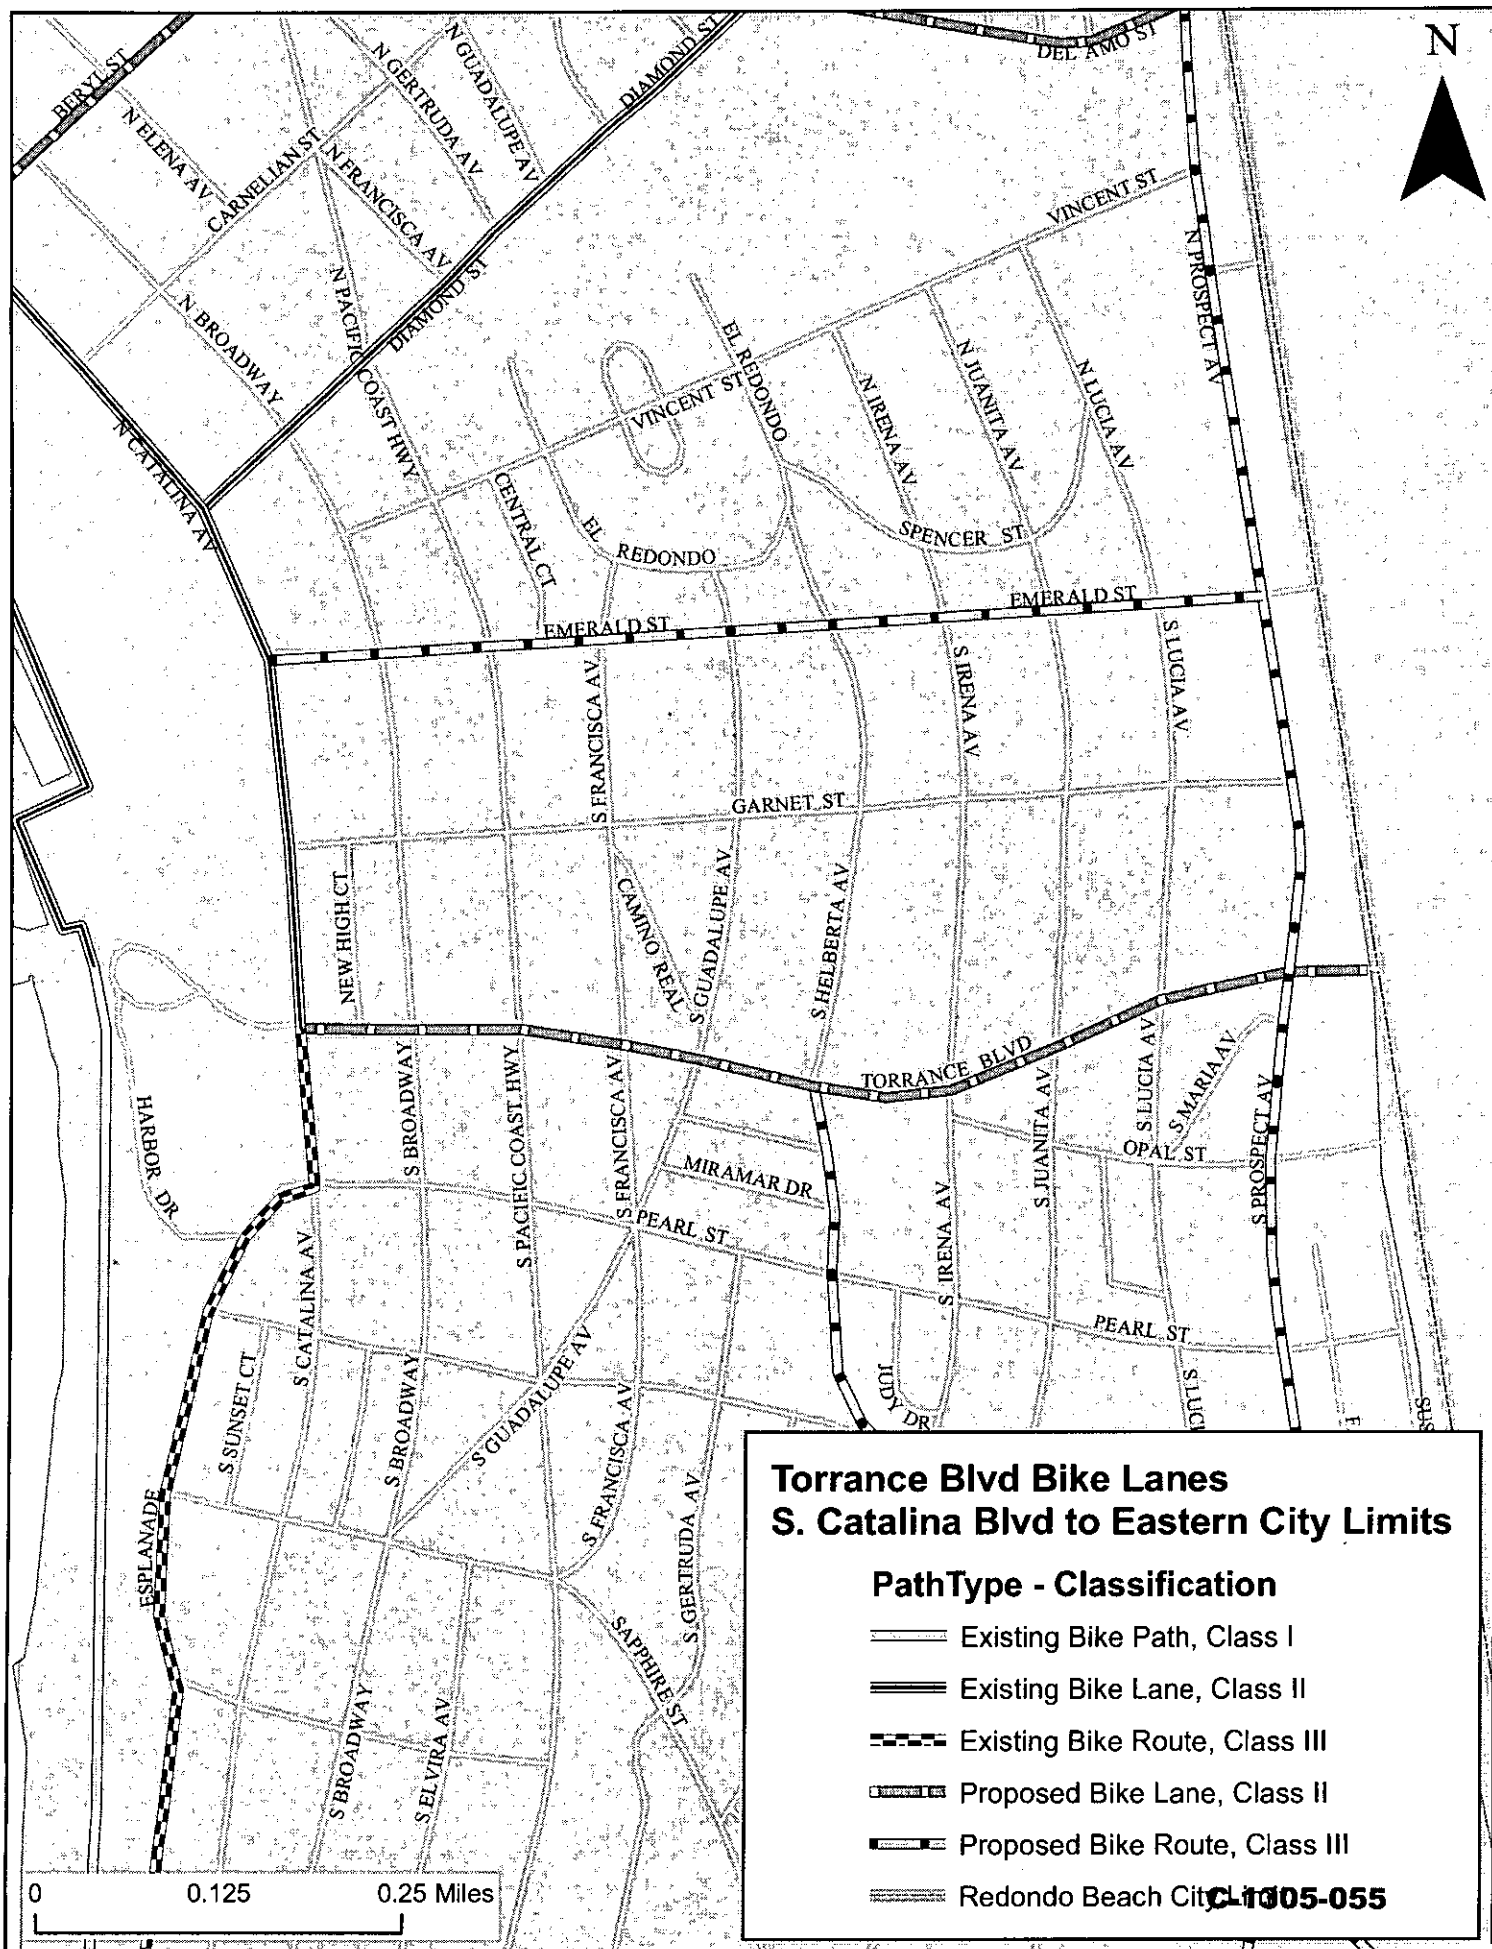 N
BERYL ST
N ELENA AV
CARNELIAN ST
N FRANCISCA AV
N GERTRUDA AV
N GUADALUPE AV
DIAMOND ST
DEL AMO ST
VINCENT ST
N PROSPECT AV
N BROADWAY
N PACIFIC COAST HWY
DIAMOND ST
N CATALINA AV
EL REDONDO
VINCENT ST
N IRENA AV
N JUANITA AV
N LUCIA AV
CENTRAL CT
EL REDONDO
SPENCER ST
EMERALD ST
EMERALD ST
S FRANCISCA AV
S IRENA AV
S LUCIA AV
GARNET ST
NEW HIGH CT
CAMINO REAL
S GUADALUPE AV
S HELBERTA AV
TORRANCE BLVD
HARBOR DR
S BROADWAY
S PACIFIC COAST HWY
S FRANCISCA AV
MIRAMAR DR
S IRENA AV
S JUANITA AV
S LUCIA AV
S MARIA AV
OPAL ST
S PROSPECT AV
PEARL ST
PEARL ST
S CATALINA AV
S SUNSET CT
S BROADWAY
S GUADALUPE AV
S FRANCISCA AV
JUDY DR
S LUCI
F
SUS
ESPLANADE
S GERTRUDA AV
SAPPHIRE ST
S BROADWAY
S ELVIRA AV
Torrance Blvd Bike Lanes
S. Catalina Blvd to Eastern City Limits
PathType - Classification
Existing Bike Path, Class I
Existing Bike Lane, Class II
Existing Bike Route, Class III
Proposed Bike Lane, Class II
Proposed Bike Route, Class III
Redondo Beach City Limit
C-1305-055
0 0.125 0.25 Miles